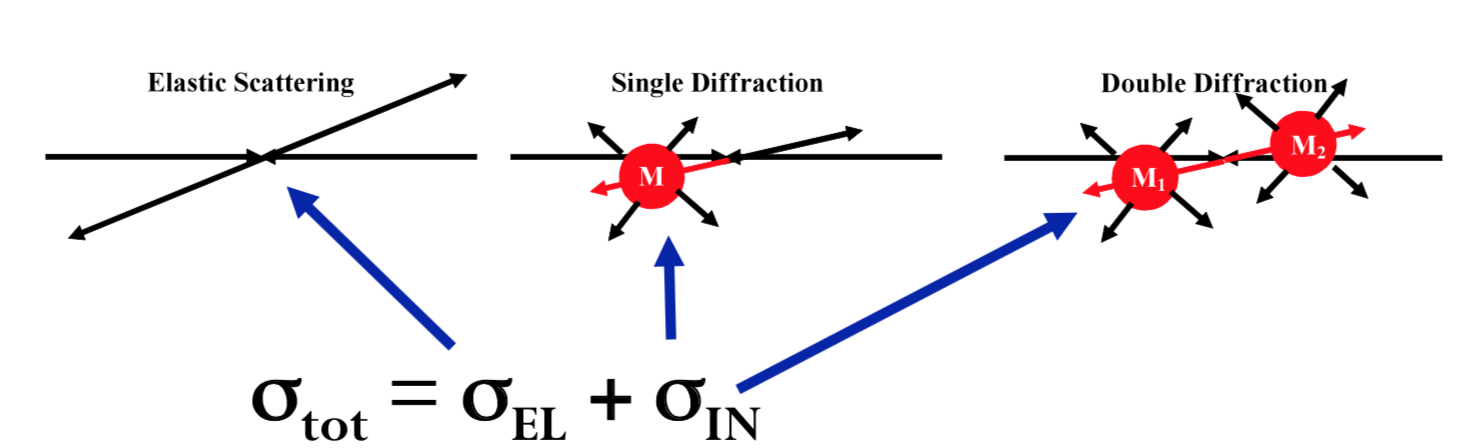 Elastic Scattering
Single Diffraction
Double Diffraction
M
M₁
M₂
σtot = σEL + σIN